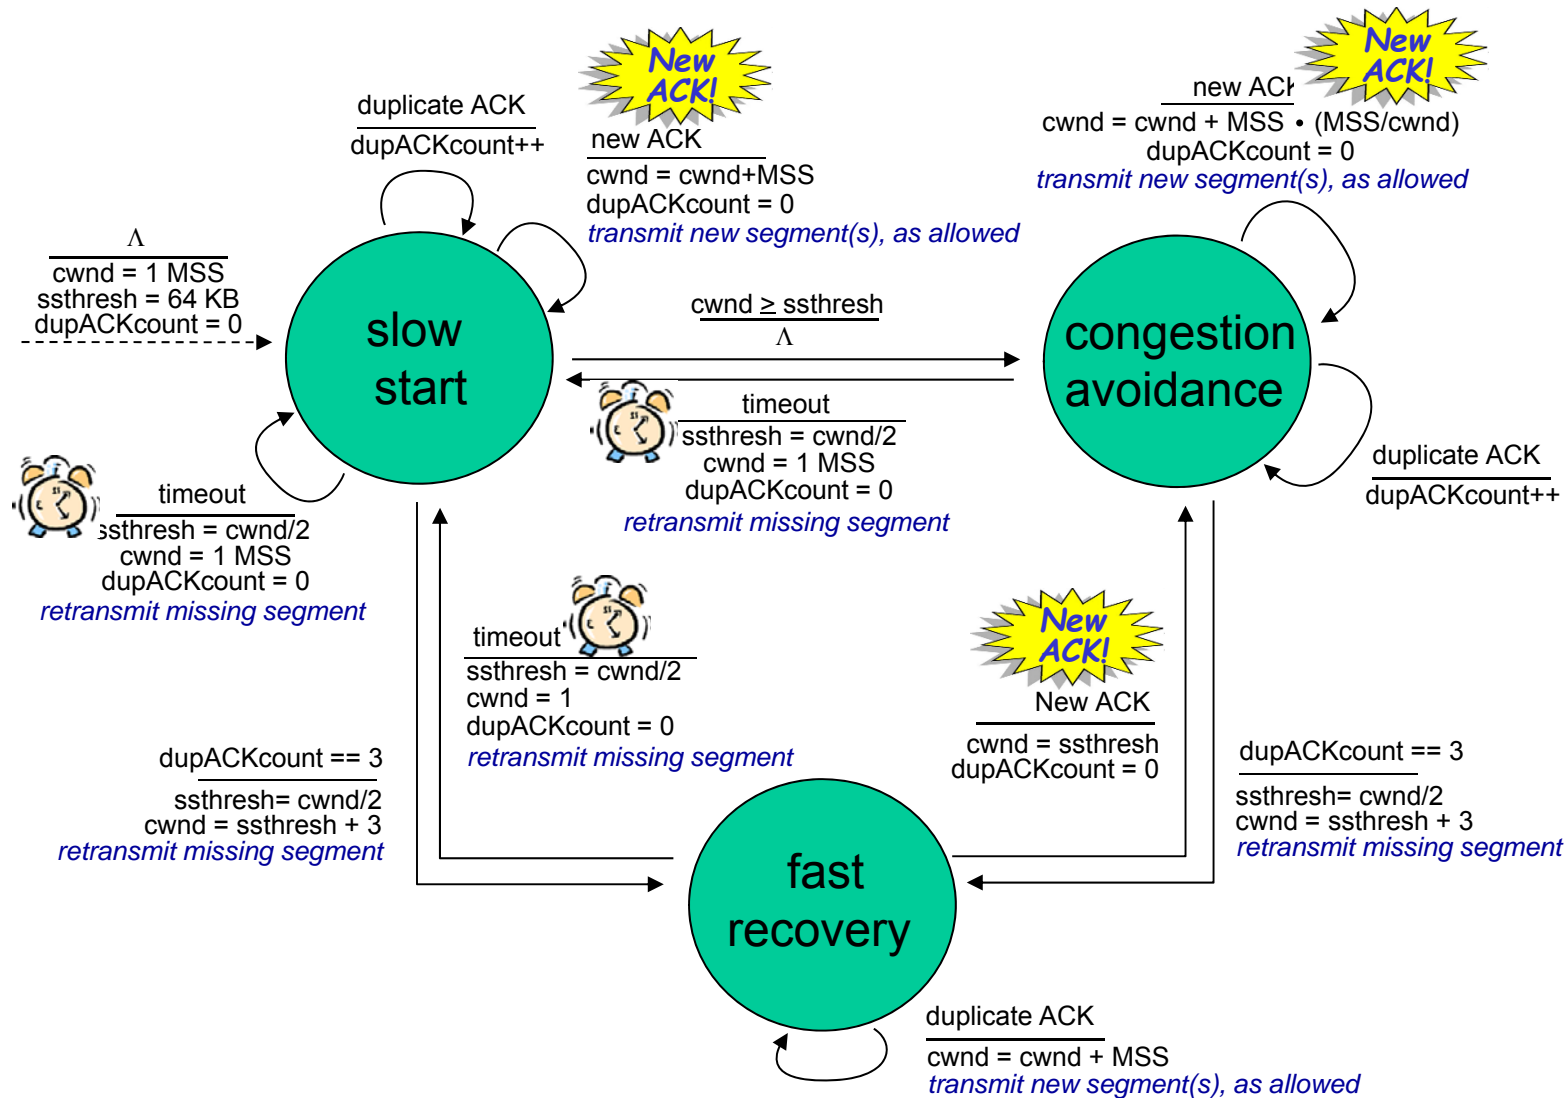 New
ACK!
duplicate ACK
dupACKcount++
new ACK
cwnd = cwnd+MSS
dupACKcount = 0
transmit new segment(s), as allowed
New
ACK!
new ACK
cwnd = cwnd + MSS • (MSS/cwnd)
dupACKcount = 0
transmit new segment(s), as allowed
Λ
cwnd = 1 MSS
ssthresh = 64 KB
dupACKcount = 0
slow
start
cwnd ≥ ssthresh
Λ
timeout
ssthresh = cwnd/2
cwnd = 1 MSS
dupACKcount = 0
retransmit missing segment
congestion
avoidance
duplicate ACK
dupACKcount++
timeout
ssthresh = cwnd/2
cwnd = 1 MSS
dupACKcount = 0
retransmit missing segment
timeout
ssthresh = cwnd/2
cwnd = 1
dupACKcount = 0
retransmit missing segment
New
ACK!
New ACK
cwnd = ssthresh
dupACKcount = 0
dupACKcount == 3
ssthresh= cwnd/2
cwnd = ssthresh + 3
retransmit missing segment
dupACKcount == 3
ssthresh= cwnd/2
cwnd = ssthresh + 3
retransmit missing segment
fast
recovery
duplicate ACK
cwnd = cwnd + MSS
transmit new segment(s), as allowed